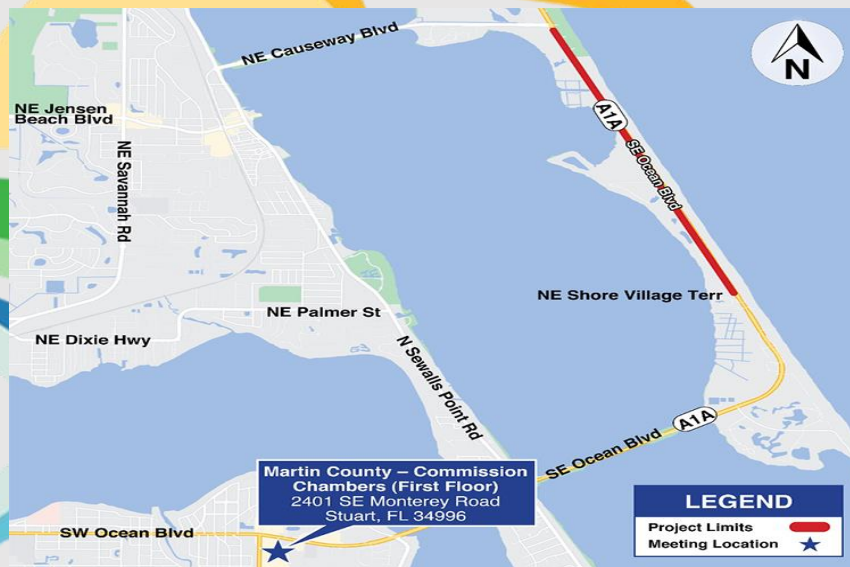 NE Causeway Blvd
N
NE Jensen
Beach Blvd
A1A
NE Savannah Rd
SE Ocean Blvd
NE Shore Village Terr
NE Palmer St
NE Dixie Hwy
N Sewalls Point Rd
A1A
SE Ocean Blvd
Martin County – Commission
Chambers (First Floor)
2401 SE Monterey Road
Stuart, FL 34996
SW Ocean Blvd
LEGEND
Project Limits
Meeting Location